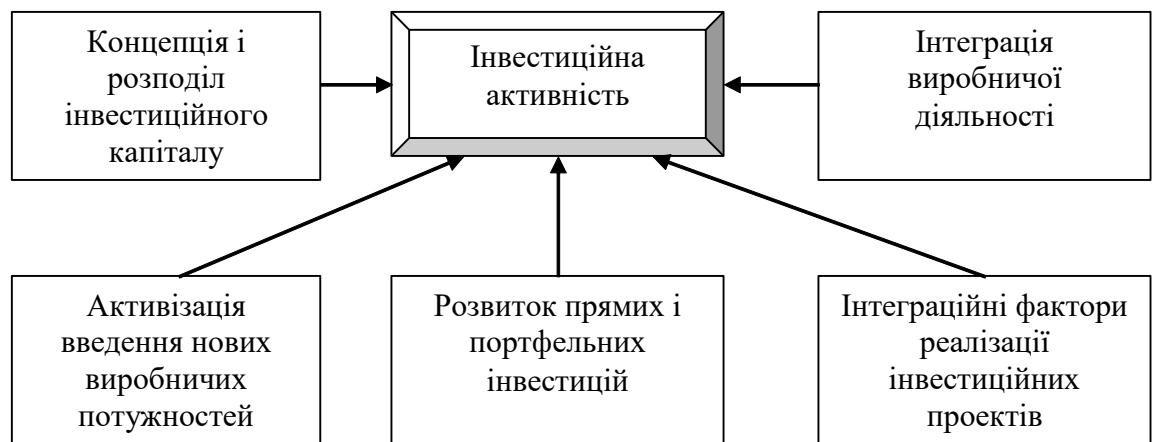 Концепція і
розподіл
інвестиційного
капіталу
Інвестиційна
активність
Інтеграція
виробничої
діяльності
Активізація
введення нових
виробничих
потужностей
Розвиток прямих і
портфельних
інвестицій
Інтеграційні фактори
реалізації
інвестиційних
проектів